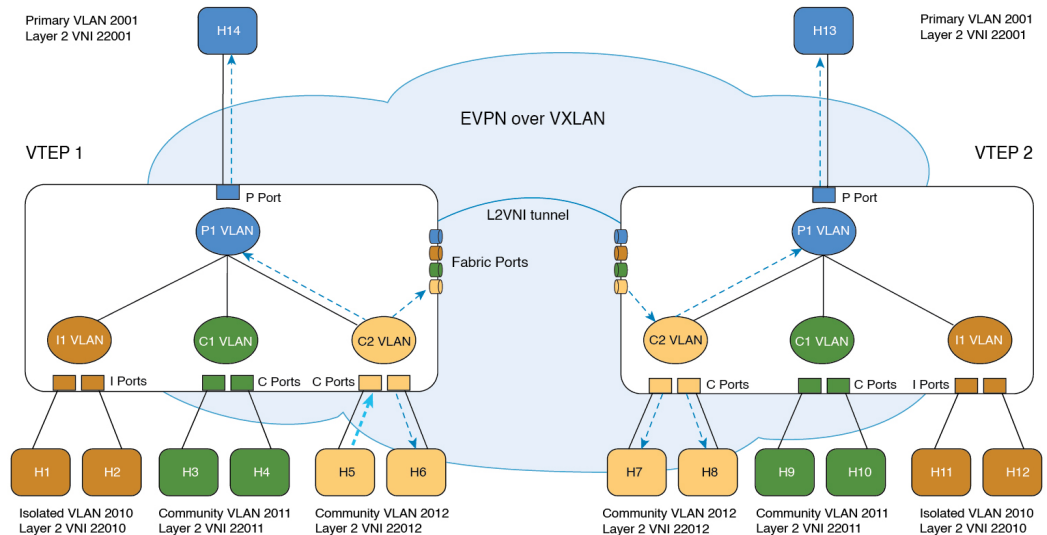 Primary VLAN 2001
Layer 2 VNI 22001
H14
H13
Primary VLAN 2001
Layer 2 VNI 22001
EVPN over VXLAN
VTEP 1
VTEP 2
P Port
P Port
L2VNI tunnel
P1 VLAN
P1 VLAN
Fabric Ports
I1 VLAN
C1 VLAN
C2 VLAN
C2 VLAN
C1 VLAN
I1 VLAN
I Ports
C Ports
C Ports
C Ports
C Ports
I Ports
H1
H2
H3
H4
H5
H6
H7
H8
H9
H10
H11
H12
Isolated VLAN 2010
Layer 2 VNI 22010
Community VLAN 2011
Layer 2 VNI 22011
Community VLAN 2012
Layer 2 VNI 22012
Community VLAN 2012
Layer 2 VNI 22012
Community VLAN 2011
Layer 2 VNI 22011
Isolated VLAN 2010
Layer 2 VNI 22010